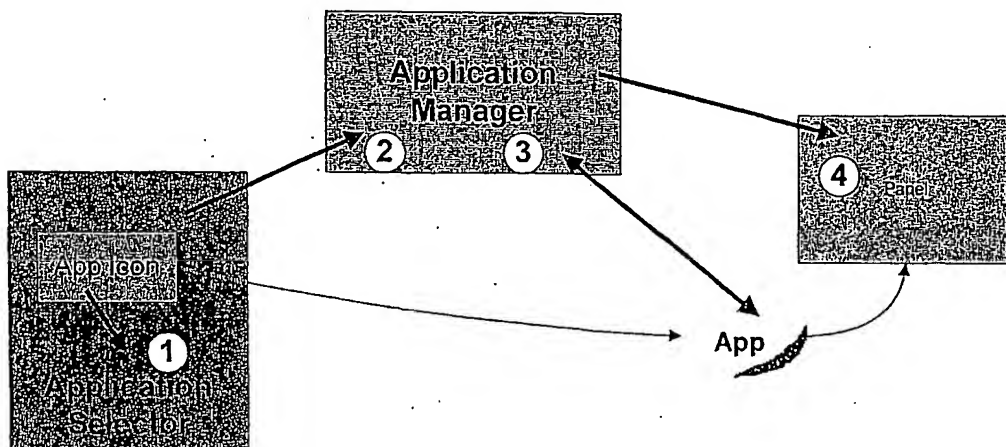 Application
Manager
2
3
4
Panel
App Icon
1
App
Application
Selector